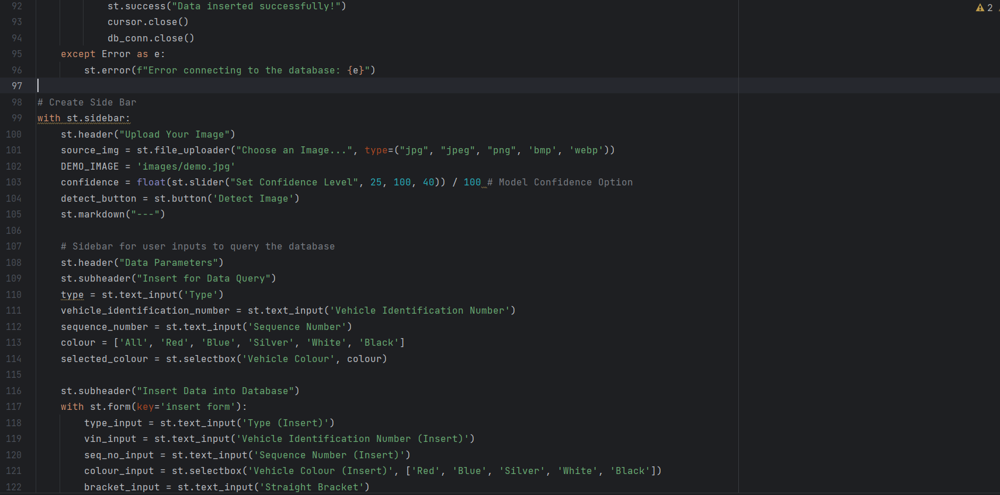 92 st.success("Data inserted successfully!")
⚠ 2
93 cursor.close()
94 db_conn.close()
95 except Error as e:
96 st.error(f"Error connecting to the database: {e}")
97
98 # Create Side Bar
99 with st.sidebar:
100 st.header("Upload Your Image")
101 source_img = st.file_uploader("Choose an Image...", type=("jpg", "jpeg", "png", 'bmp', 'webp'))
102 DEMO_IMAGE = 'images/demo.jpg'
103 confidence = float(st.slider("Set Confidence Level", 25, 100, 40)) / 100 # Model Confidence Option
104 detect_button = st.button('Detect Image')
105 st.markdown("---")
106
107 # Sidebar for user inputs to query the database
108 st.header("Data Parameters")
109 st.subheader("Insert for Data Query")
110 type = st.text_input('Type')
111 vehicle_identification_number = st.text_input('Vehicle Identification Number')
112 sequence_number = st.text_input('Sequence Number')
113 colour = ['All', 'Red', 'Blue', 'Silver', 'White', 'Black']
114 selected_colour = st.selectbox('Vehicle Colour', colour)
115
116 st.subheader("Insert Data into Database")
117 with st.form(key='insert form'):
118 type_input = st.text_input('Type (Insert)')
119 vin_input = st.text_input('Vehicle Identification Number (Insert)')
120 seq_no_input = st.text_input('Sequence Number (Insert)')
121 colour_input = st.selectbox('Vehicle Colour (Insert)', ['Red', 'Blue', 'Silver', 'White', 'Black'])
122 bracket_input = st.text_input('Straight Bracket')